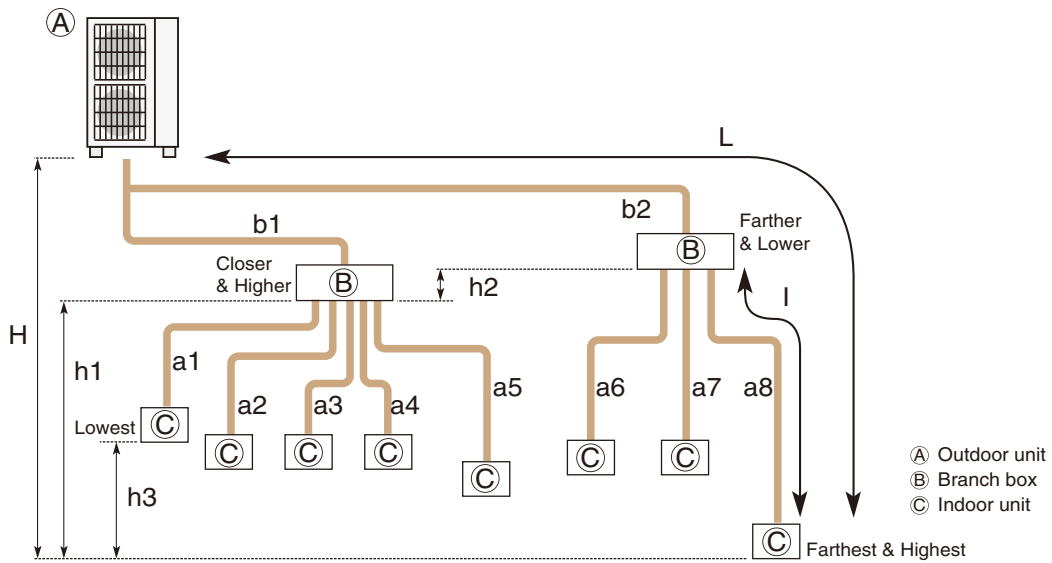 A
L
b1
b2
Farther
& Lower
B
Closer
& Higher
B
h2
l
H
h1
a1
a2
a3
a4
a5
a6
a7
a8
Lowest
C
C
C
C
C
C
C
h3
A Outdoor unit
B Branch box
C Indoor unit
C
Farthest & Highest